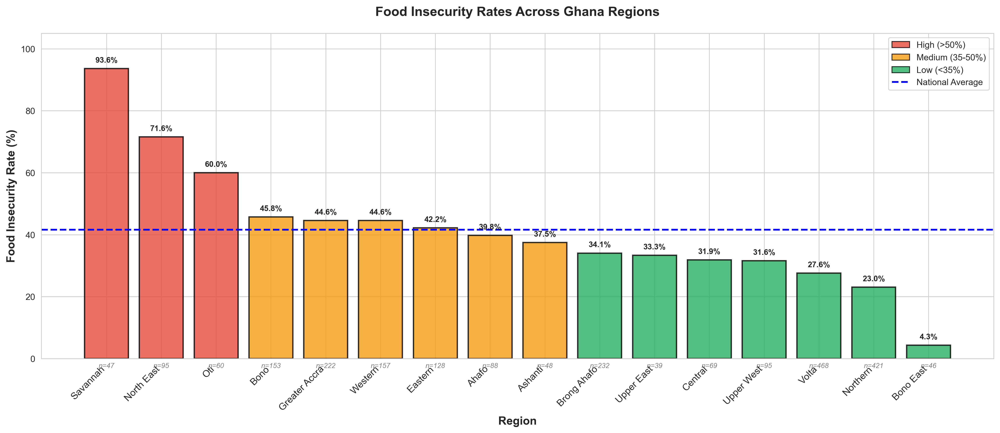 Food Insecurity Rates Across Ghana Regions
Food Insecurity Rate (%)
100
80
60
40
20
0
High (>50%)
Medium (35-50%)
Low (<35%)
National Average
93.6%
71.6%
60.0%
45.8%
44.6%
44.6%
42.2%
39.8%
37.5%
34.1%
33.3%
31.9%
31.6%
27.6%
23.0%
4.3%
n=47
n=95
n=60
n=153
n=222
n=157
n=128
n=88
n=48
n=232
n=39
n=69
n=95
n=468
n=421
n=46
Savannah
North East
Oti
Bono
Greater Accra
Western
Eastern
Ahafo
Ashanti
Brong Ahafo
Upper East
Central
Upper West
Volta
Northern
Bono East
Region